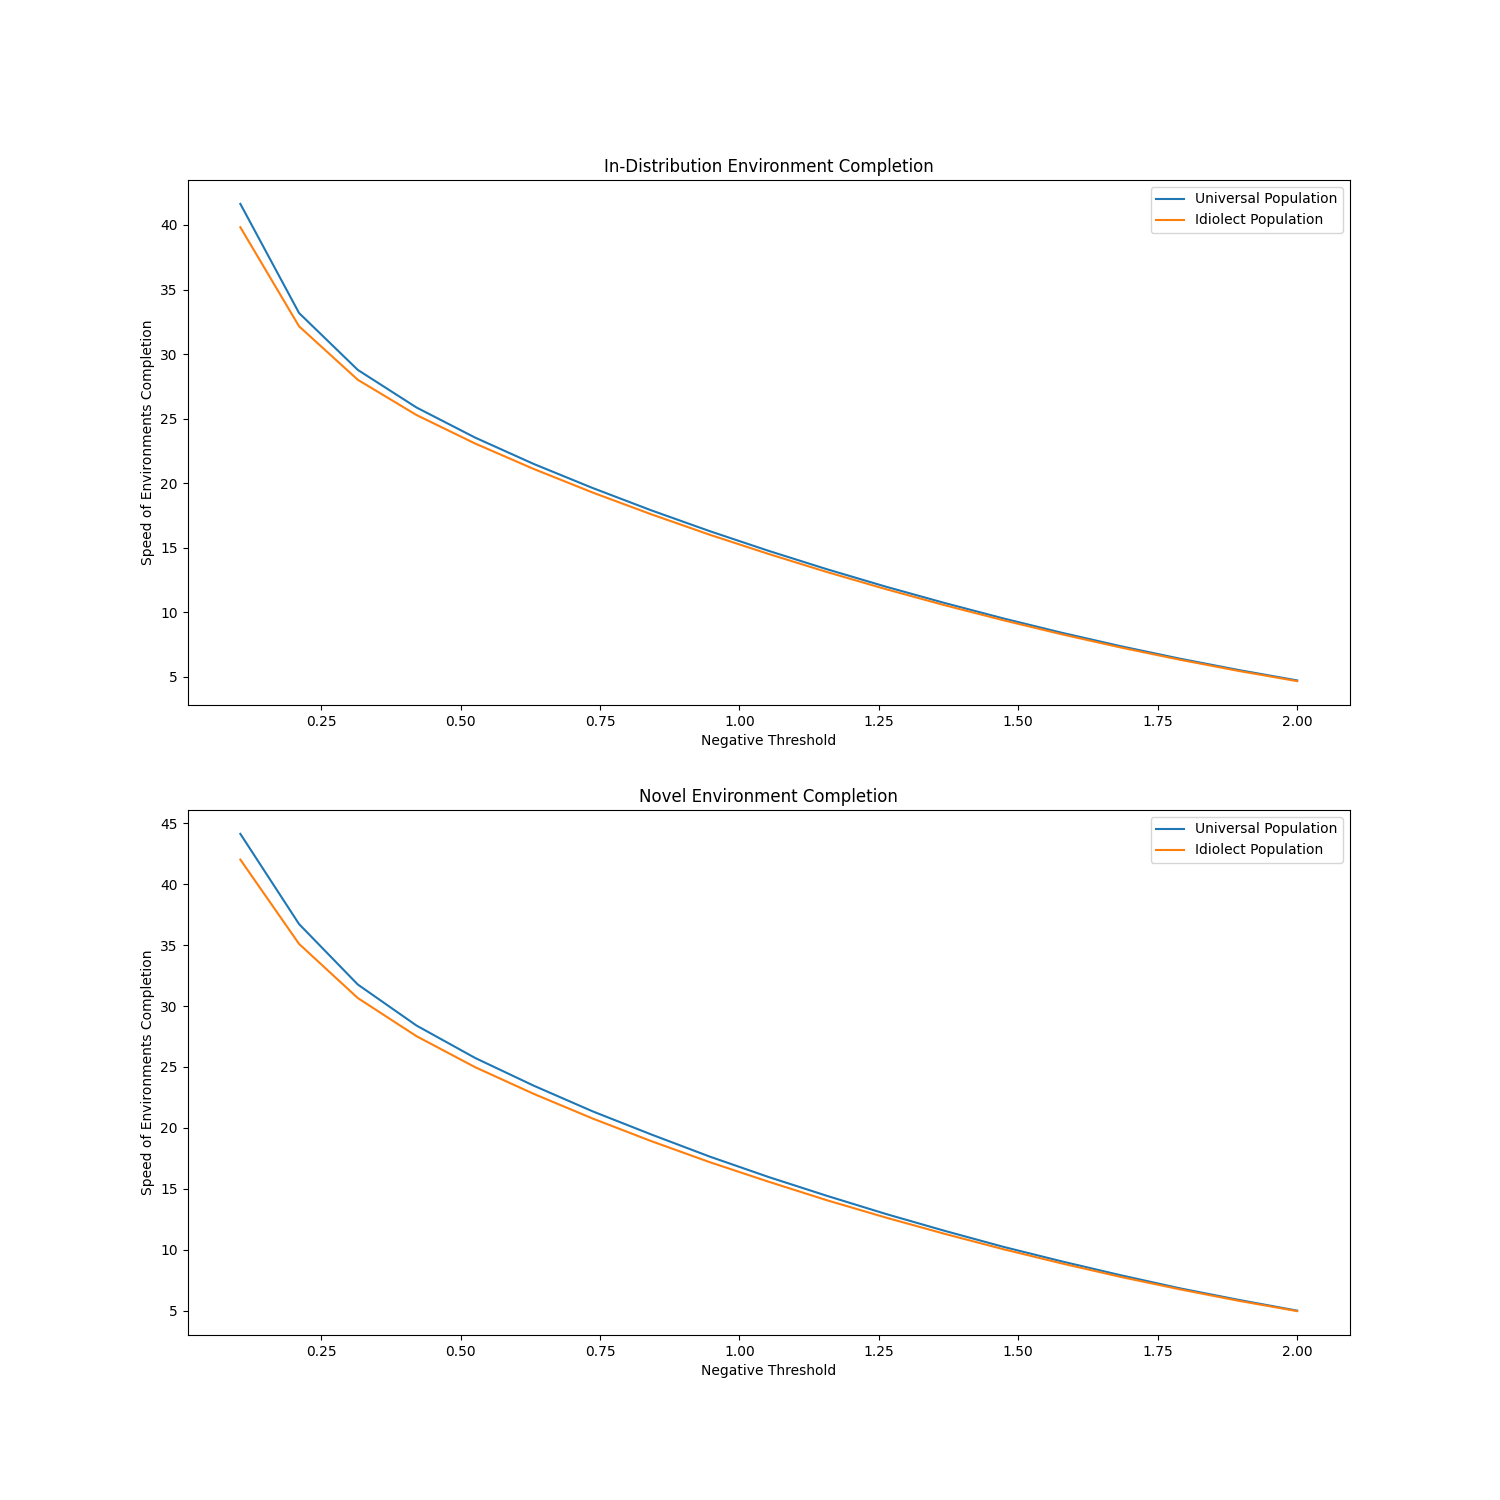 In-Distribution Environment Completion
Universal Population
Idiolect Population
40
35
30
25
20
15
10
5
Speed of Environments Completion
0.25 0.50 0.75 1.00 1.25 1.50 1.75 2.00
Negative Threshold
Novel Environment Completion
Universal Population
Idiolect Population
45
40
35
30
25
20
15
10
5
Speed of Environments Completion
0.25 0.50 0.75 1.00 1.25 1.50 1.75 2.00
Negative Threshold